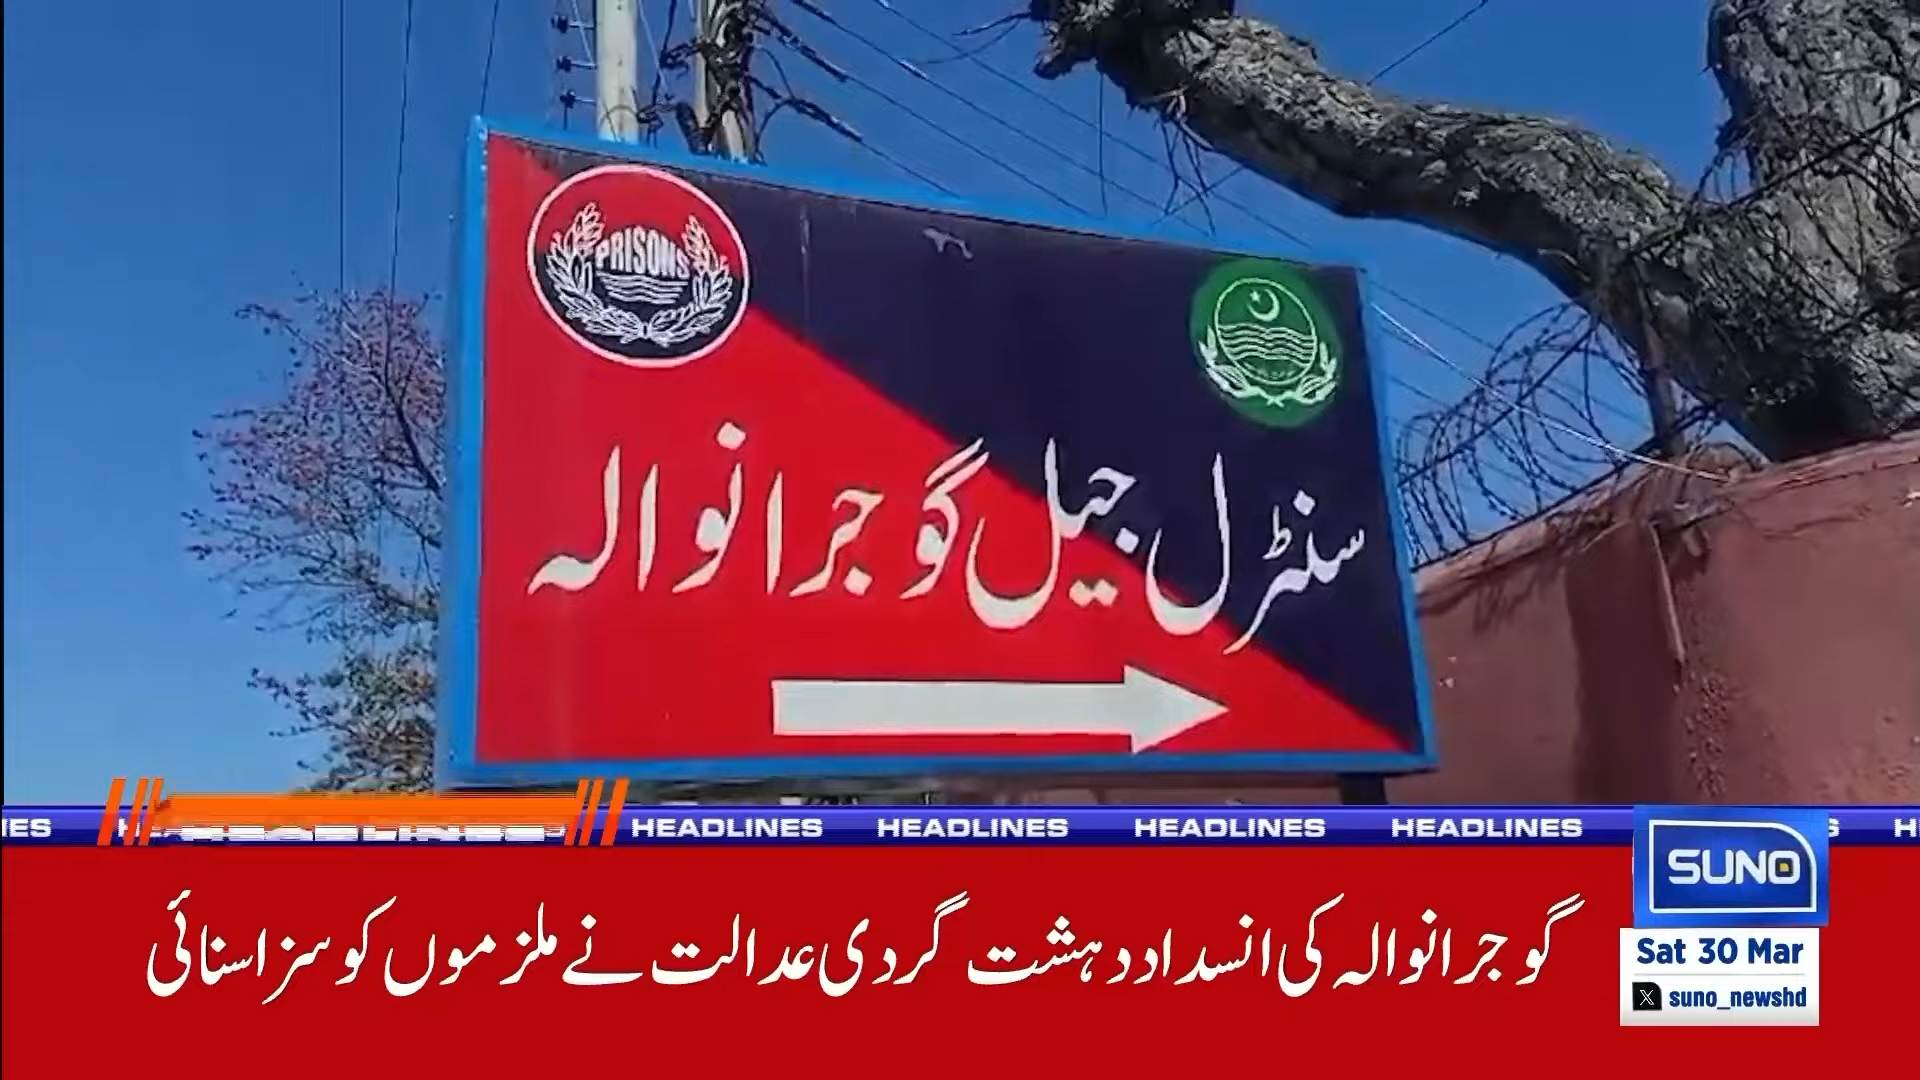 PRISONS
سنٹرل جیل گوجرانوالہ
HEADLINES HEADLINES HEADLINES HEADLINES
SUNO
گوجرانوالہ کی انسداد دہشت گردی عدالت نے ملزموں کو سزا سنائی
Sat 30 Mar
suno_newshd